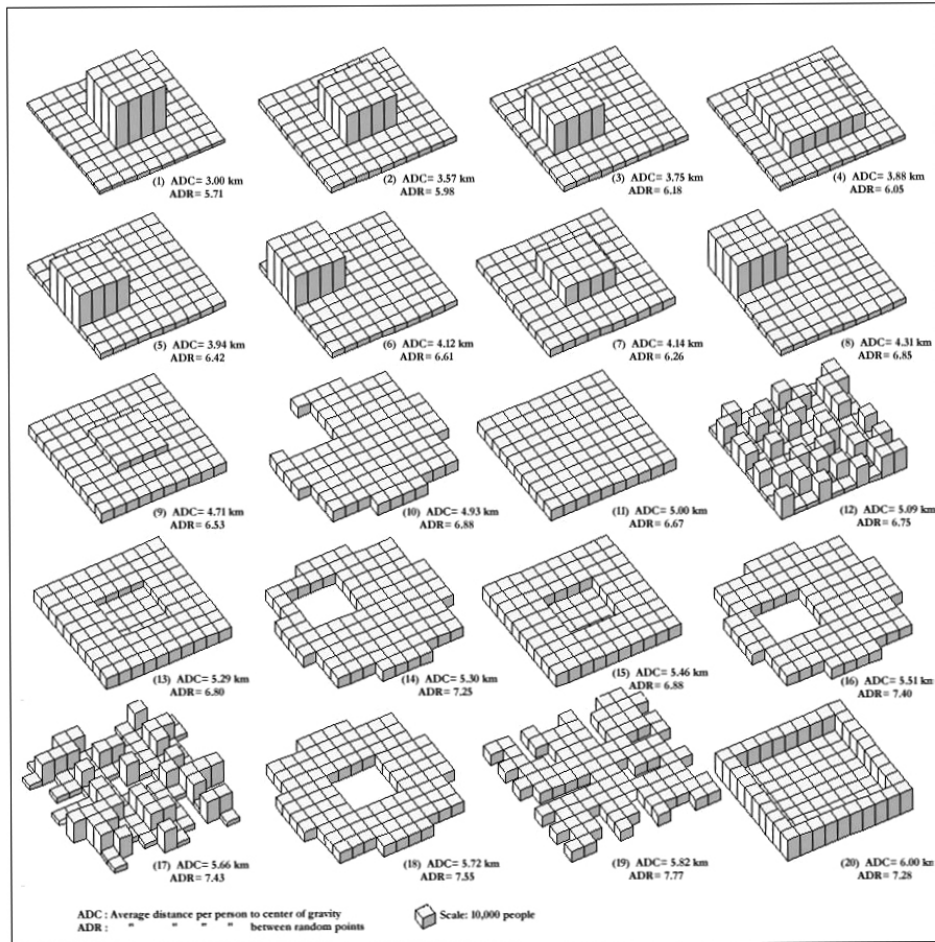 (1) ADC= 3.00 km
ADR= 5.71
(2) ADC= 3.57 km
ADR= 5.98
(3) ADC= 3.75 km
ADR= 6.18
(4) ADC= 3.88 km
ADR= 6.05
(5) ADC= 3.94 km
ADR= 6.42
(6) ADC= 4.12 km
ADR= 6.61
(7) ADC= 4.14 km
ADR= 6.26
(8) ADC= 4.31 km
ADR= 6.85
(9) ADC= 4.71 km
ADR= 6.53
(10) ADC= 4.93 km
ADR= 6.88
(11) ADC= 5.00 km
ADR= 6.67
(12) ADC= 5.09 km
ADR= 6.75
(13) ADC= 5.29 km
ADR= 6.80
(14) ADC= 5.30 km
ADR= 7.25
(15) ADC= 5.46 km
ADR= 6.88
(16) ADC= 5.51 km
ADR= 7.40
(17) ADC= 5.66 km
ADR= 7.43
(18) ADC= 5.72 km
ADR= 7.55
(19) ADC= 5.82 km
ADR= 7.77
(20) ADC= 6.00 km
ADR= 7.28
ADC : Average distance per person to center of gravity
ADR : " " " " between random points
Scale: 10,000 people